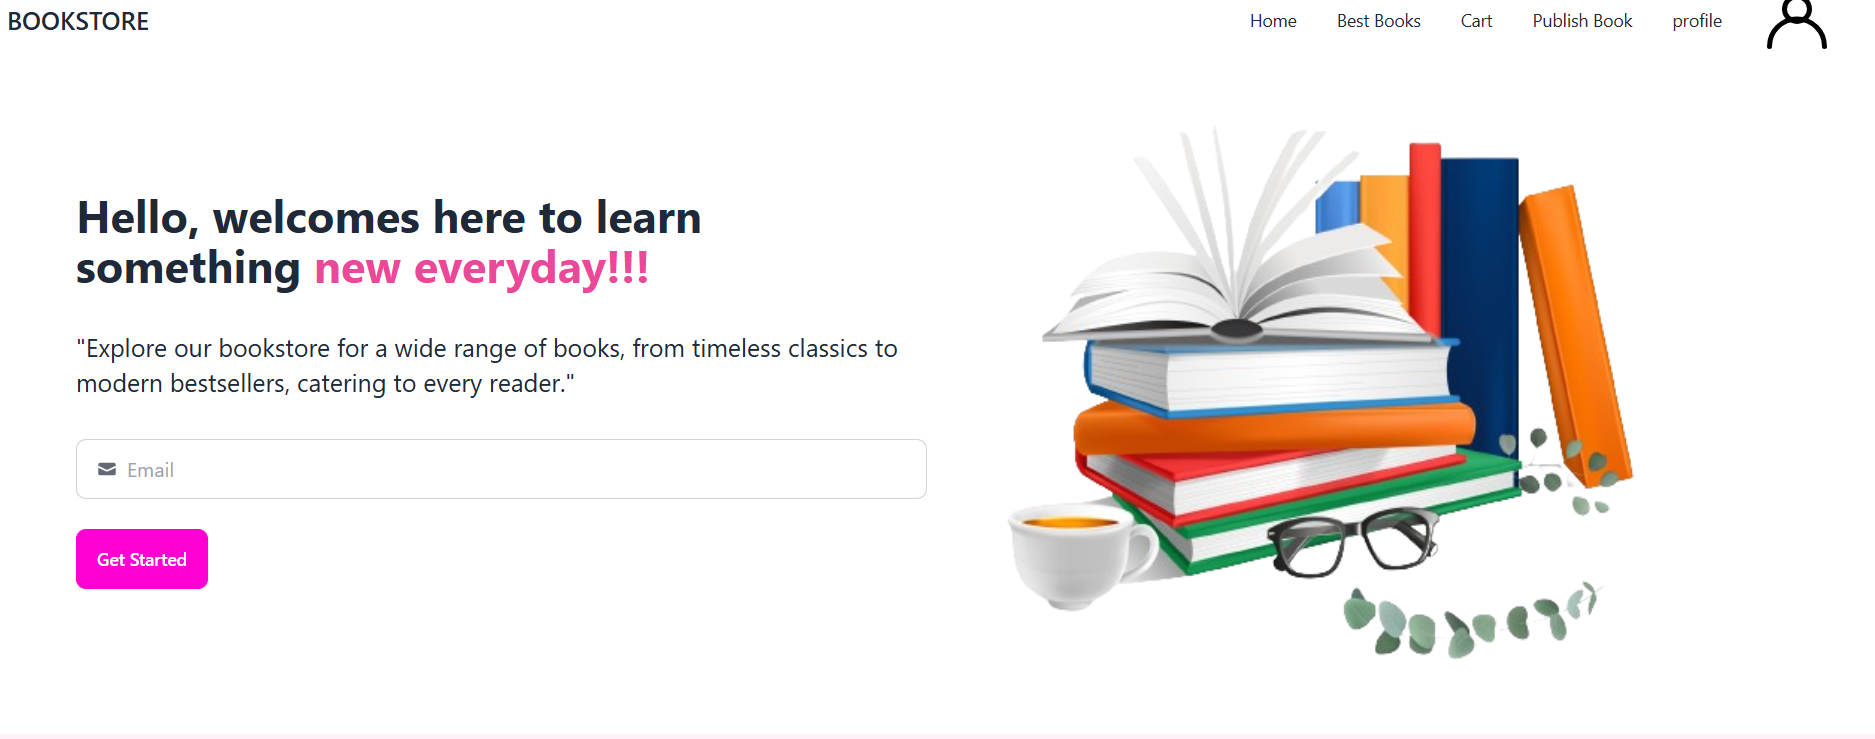 BOOKSTORE
Home Best Books Cart Publish Book profile
Hello, welcomes here to learn
something new everyday!!!
"Explore our bookstore for a wide range of books, from timeless classics to
modern bestsellers, catering to every reader."
Email
Get Started